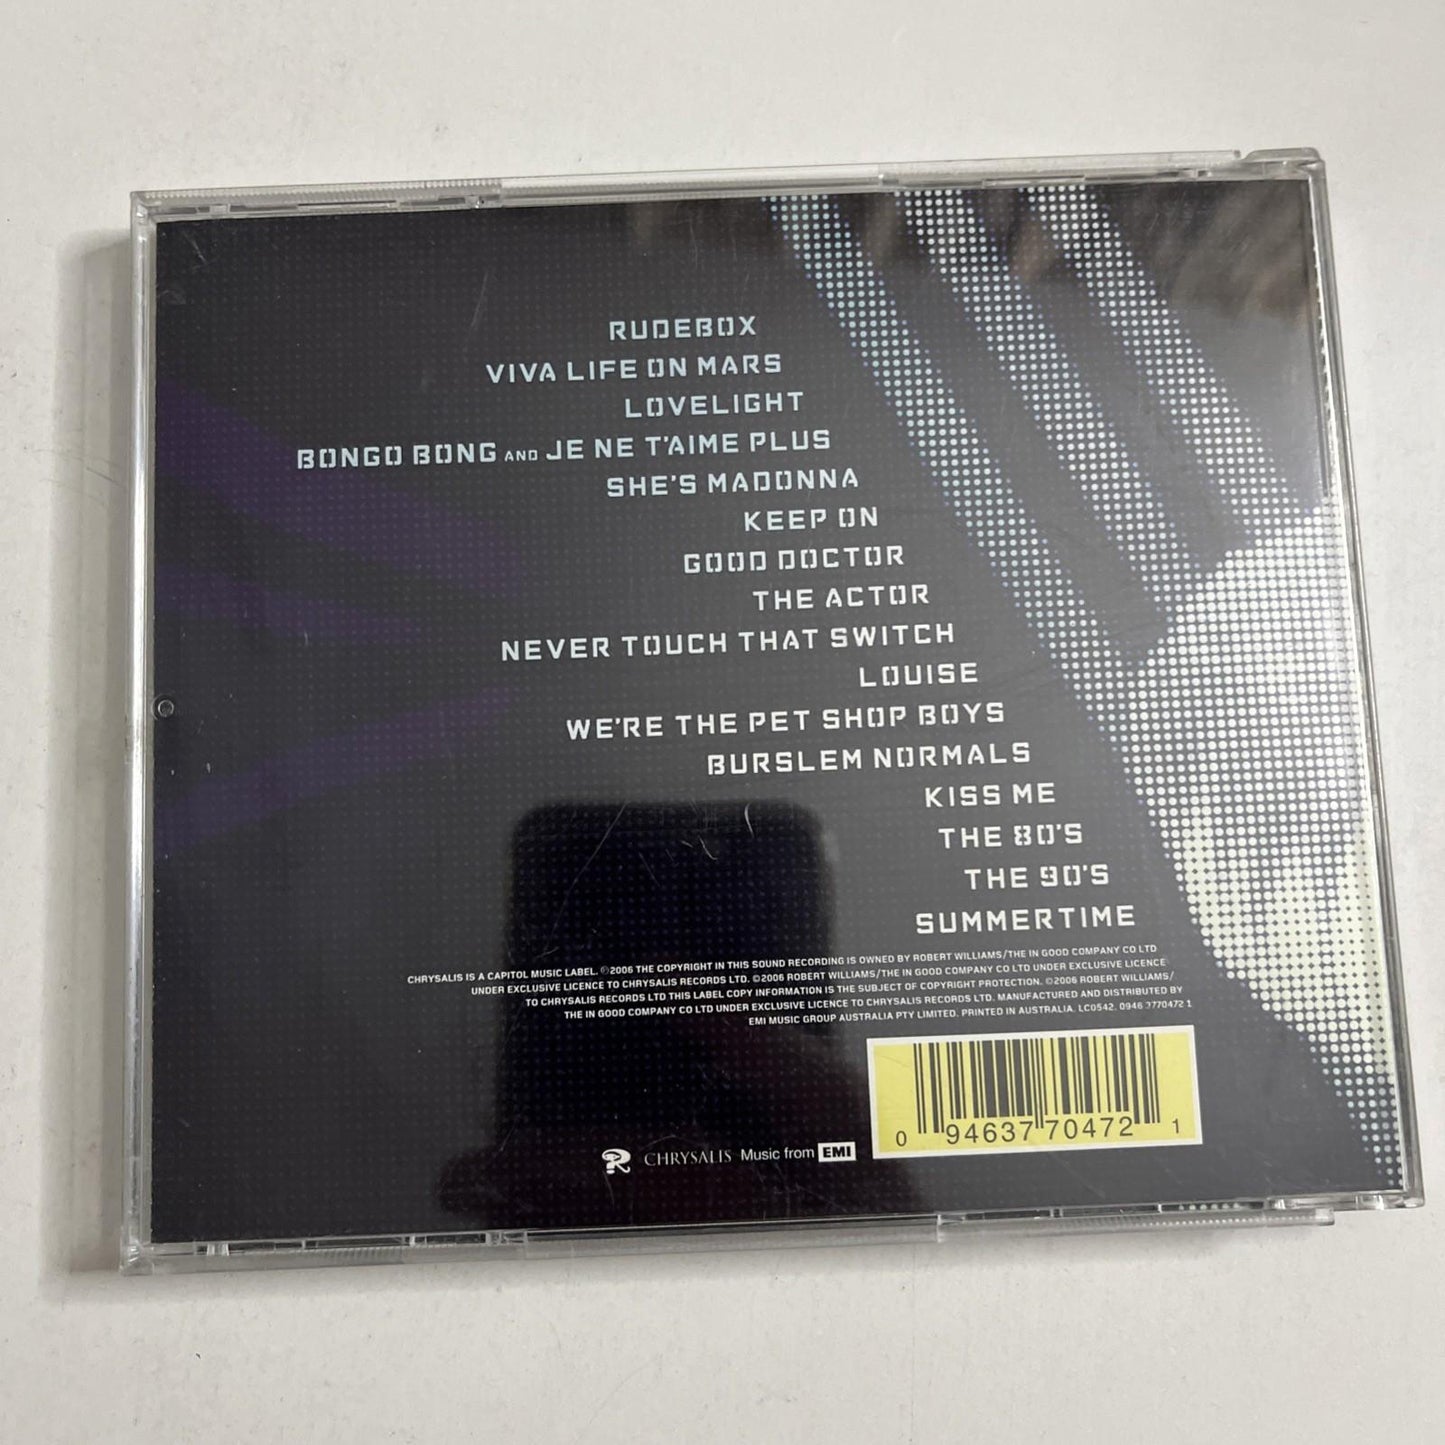 RUDEBOX
VIVA LIFE ON MARS
LOVELIGHT
BONGO BONG AND JE NE T'AIME PLUS
SHE'S MADONNA
KEEP ON
GOOD DOCTOR
THE ACTOR
NEVER TOUCH THAT SWITCH
LOUISE
WE'RE THE PET SHOP BOYS
BURSLEM NORMALS
KISS ME
THE 80'S
THE 90'S
SUMMERTIME
CHRYSALIS IS A CAPITOL MUSIC LABEL. ℗2006 THE COPYRIGHT IN THIS SOUND RECORDING IS OWNED BY ROBERT WILLIAMS/THE IN GOOD COMPANY CO LTD
UNDER EXCLUSIVE LICENCE TO CHRYSALIS RECORDS LTD. ©2006 ROBERT WILLIAMS/THE IN GOOD COMPANY CO LTD UNDER EXCLUSIVE LICENCE
TO CHRYSALIS RECORDS LTD THIS LABEL COPY INFORMATION IS THE SUBJECT OF COPYRIGHT PROTECTION. ©2006 ROBERT WILLIAMS/
THE IN GOOD COMPANY CO LTD UNDER EXCLUSIVE LICENCE TO CHRYSALIS RECORDS LTD. MANUFACTURED AND DISTRIBUTED BY
EMI MUSIC GROUP AUSTRALIA PTY LIMITED. PRINTED IN AUSTRALIA. LC0542. 0946 3770472 1
0 94637 70472 1
CHRYSALIS Music from EMI